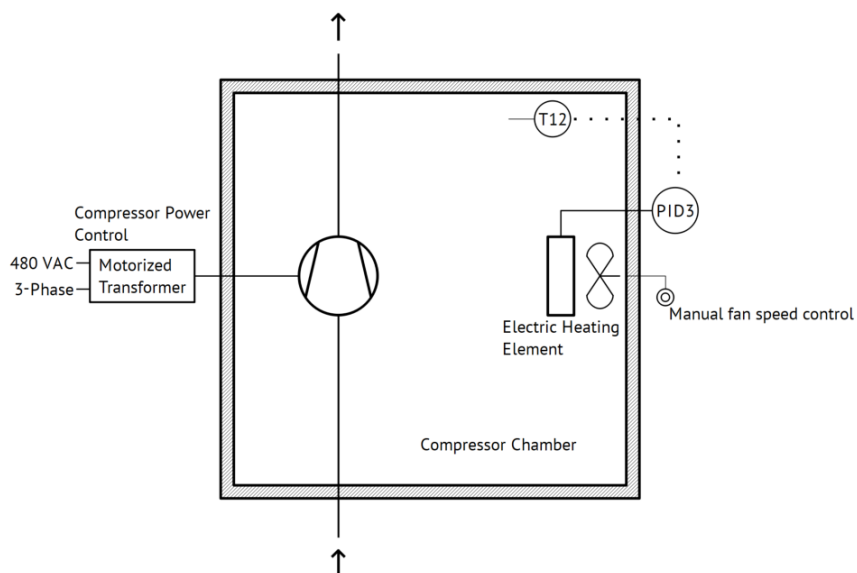 T12
PID3
Compressor Power
Control
480 VAC
3-Phase
Motorized
Transformer
Electric Heating
Element
Manual fan speed control
Compressor Chamber